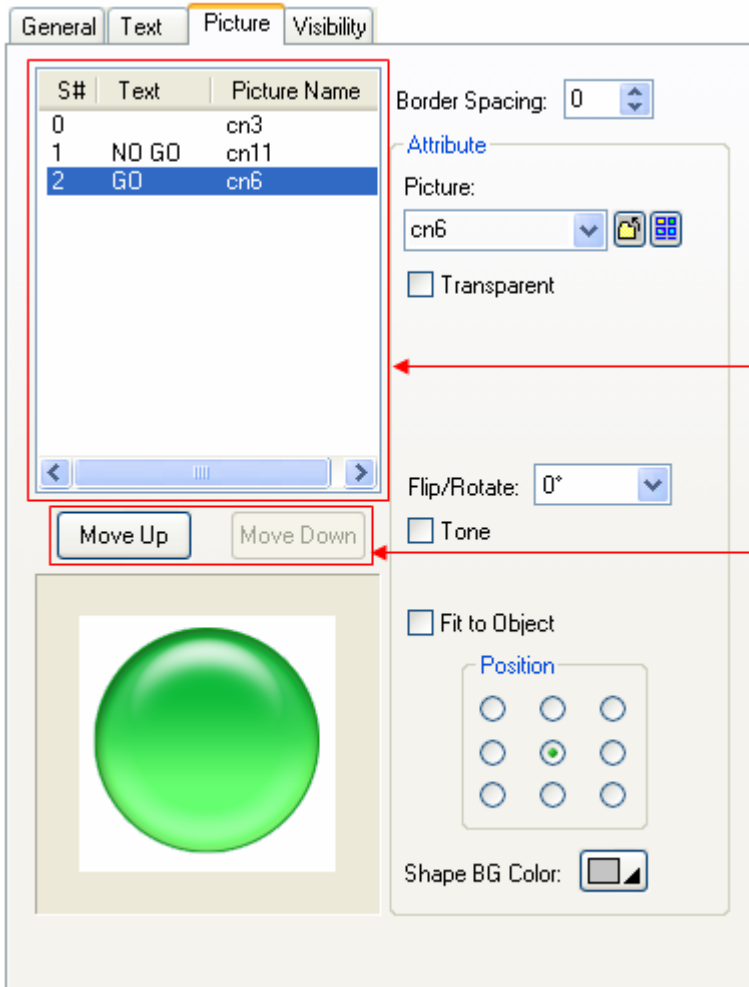 General Text Picture Visibility
S# Text Picture Name
0 cn3
1 NO GO cn11
2 GO cn6
Move Up Move Down
Border Spacing: 0
Attribute
Picture:
cn6
Transparent
Flip/Rotate: 0°
Tone
Fit to Object
Position
Shape BG Color: